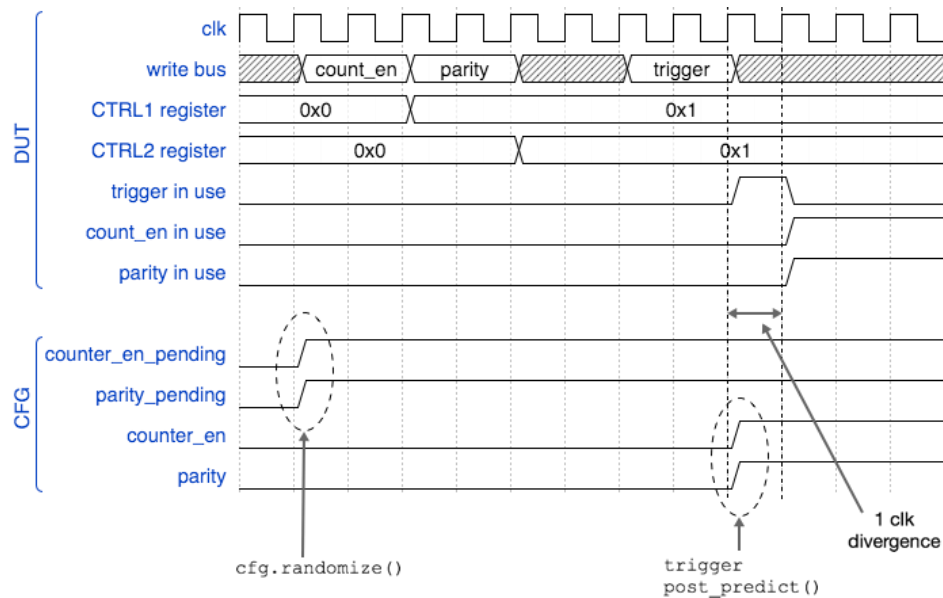 clk
write bus
count_en
parity
trigger
CTRL1 register
0x0
0x1
CTRL2 register
0x0
0x1
trigger in use
count_en in use
parity in use
DUT
counter_en_pending
parity_pending
counter_en
parity
CFG
1 clk
divergence
cfg.randomize()
trigger
post_predict()